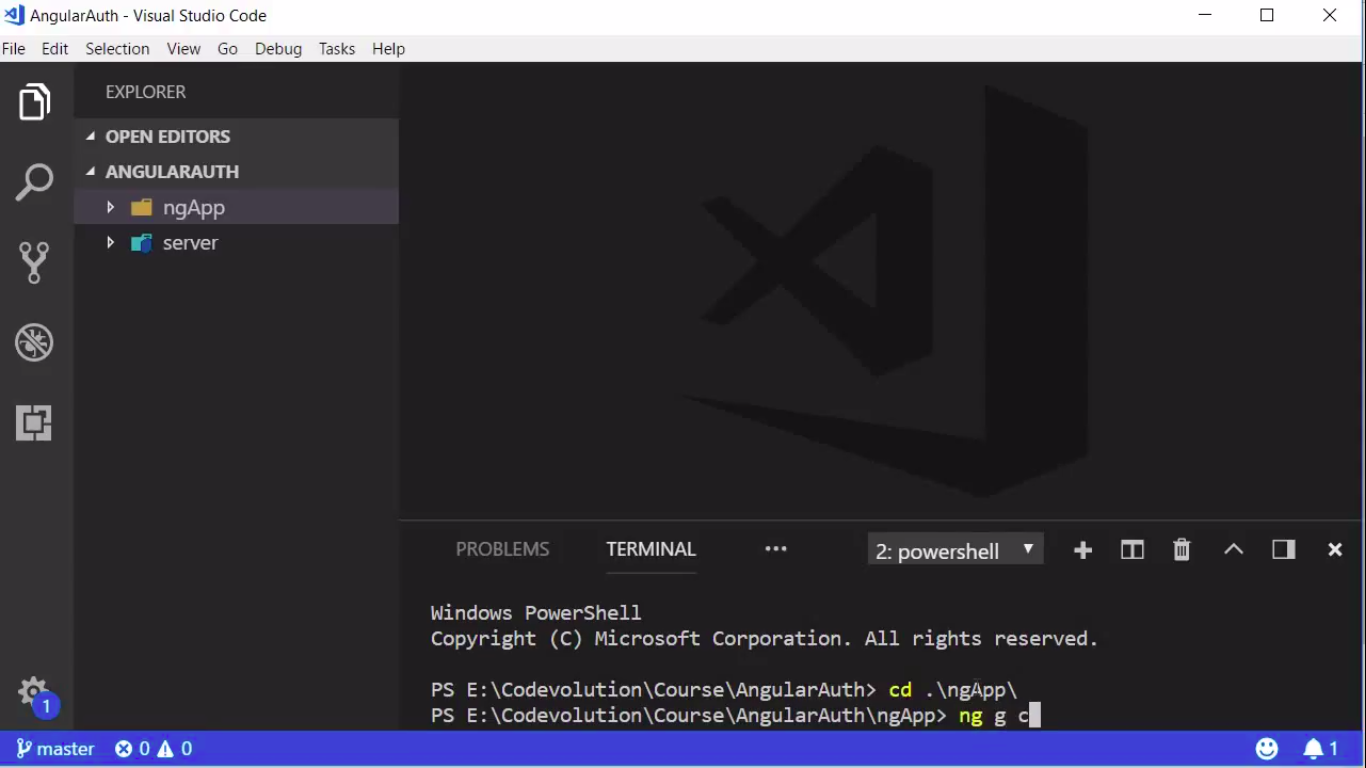 AngularAuth - Visual Studio Code
File Edit Selection View Go Debug Tasks Help
EXPLORER
OPEN EDITORS
ANGULARAUTH
ngApp
server
PROBLEMS TERMINAL ••• 2: powershell
Windows PowerShell
Copyright (C) Microsoft Corporation. All rights reserved.
PS E:\Codevolution\Course\AngularAuth> cd .\ngApp\
PS E:\Codevolution\Course\AngularAuth\ngApp> ng g c
1
master 0 0 1